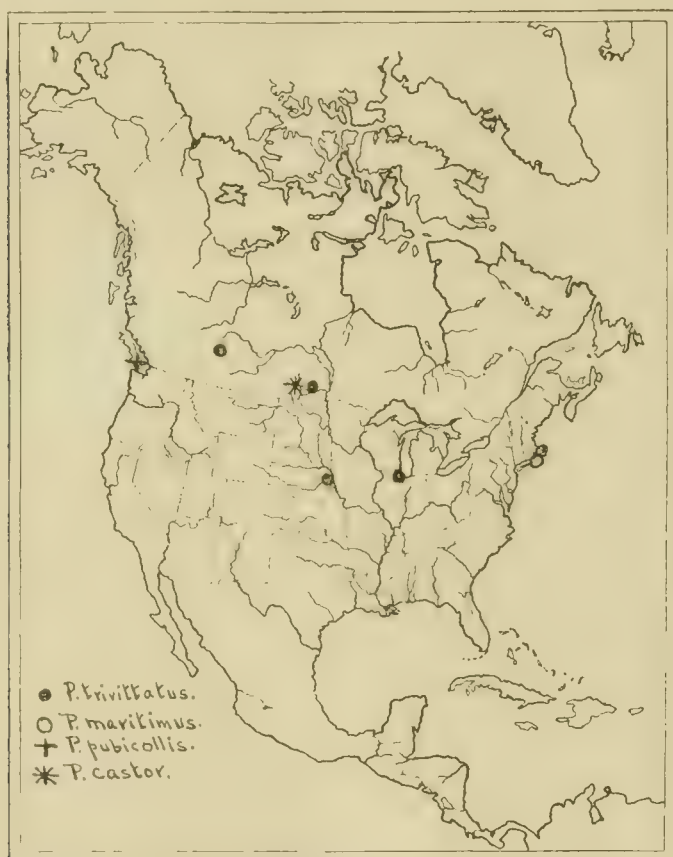 P. trivittatus.
P. maritimus.
P. pubicollis.
P. castor.